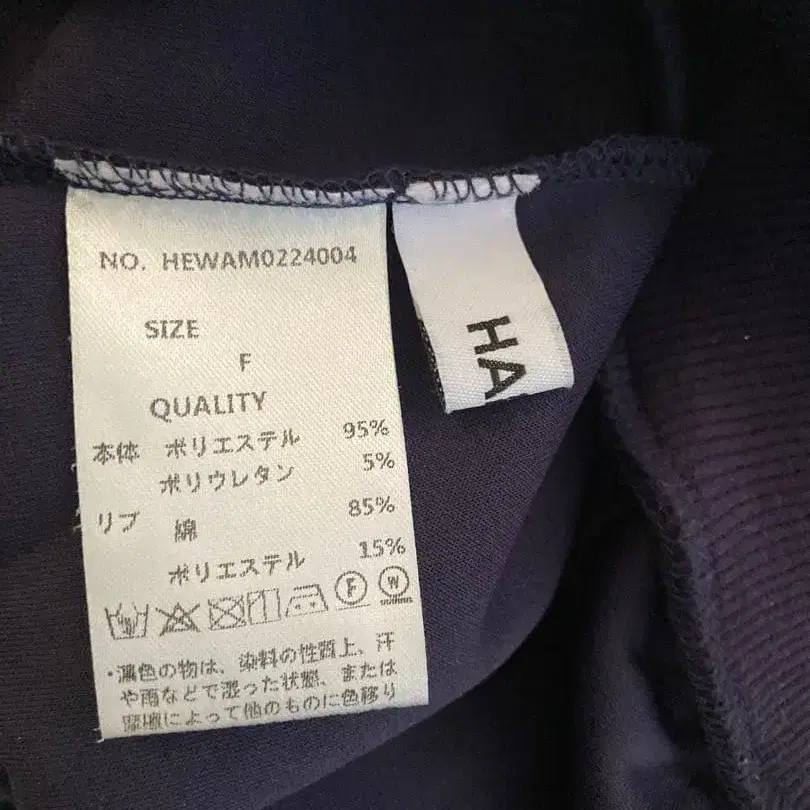 NO. HEWAM0224004
SIZE
F
QUALITY
本体 ポリエステル 95%
ポリウレタン 5%
リブ 綿 85%
ポリエステル 15%
F W
・濃色の物は、染料の性質上、汗
や雨などで湿った状態、または
摩擦によって他のものに色移り
HA